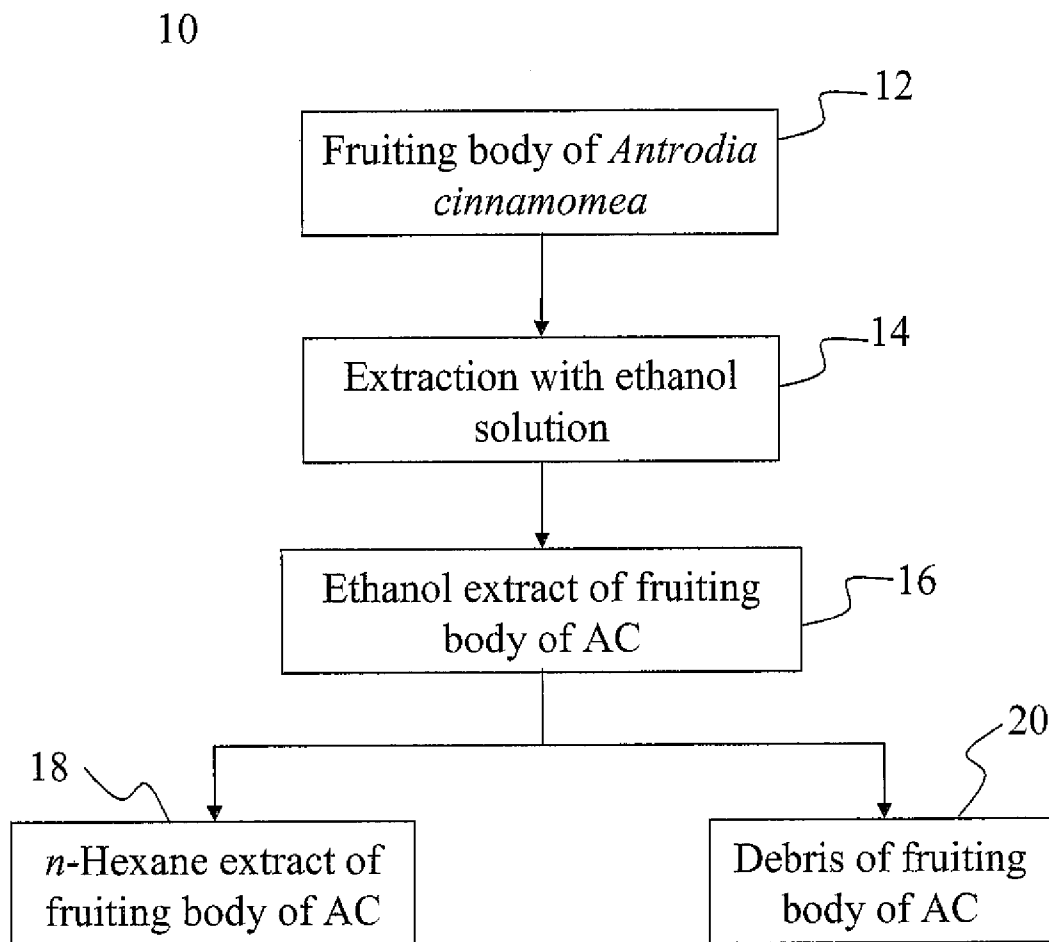 10
12
Fruiting body of Antrodia
cinnamomea
14
Extraction with ethanol
solution
16
Ethanol extract of fruiting
body of AC
18
20
n-Hexane extract of
fruiting body of AC
Debris of fruiting
body of AC